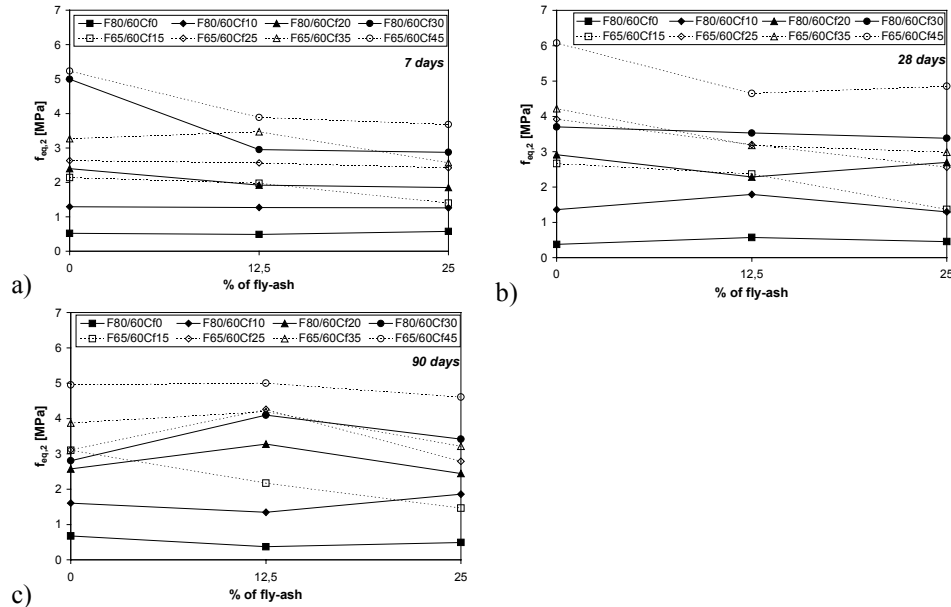 F80/60Cf0 F80/60Cf10 F80/60Cf20 F80/60Cf30
F65/60Cf15 F65/60Cf25 F65/60Cf35 F65/60Cf45
7 days
7
6
5
4
3
2
1
0
f_eq,2 [MPa]
0 12,5 25
% of fly-ash
a)
F80/60Cf0 F80/60Cf10 F80/60Cf20 F80/60Cf30
F65/60Cf15 F65/60Cf25 F65/60Cf35 F65/60Cf45
28 days
7
6
5
4
3
2
1
0
f_eq,2 [MPa]
0 12,5 25
% of fly-ash
b)
F80/60Cf0 F80/60Cf10 F80/60Cf20 F80/60Cf30
F65/60Cf15 F65/60Cf25 F65/60Cf35 F65/60Cf45
90 days
7
6
5
4
3
2
1
0
f_eq,2 [MPa]
0 12,5 25
% of fly-ash
c)